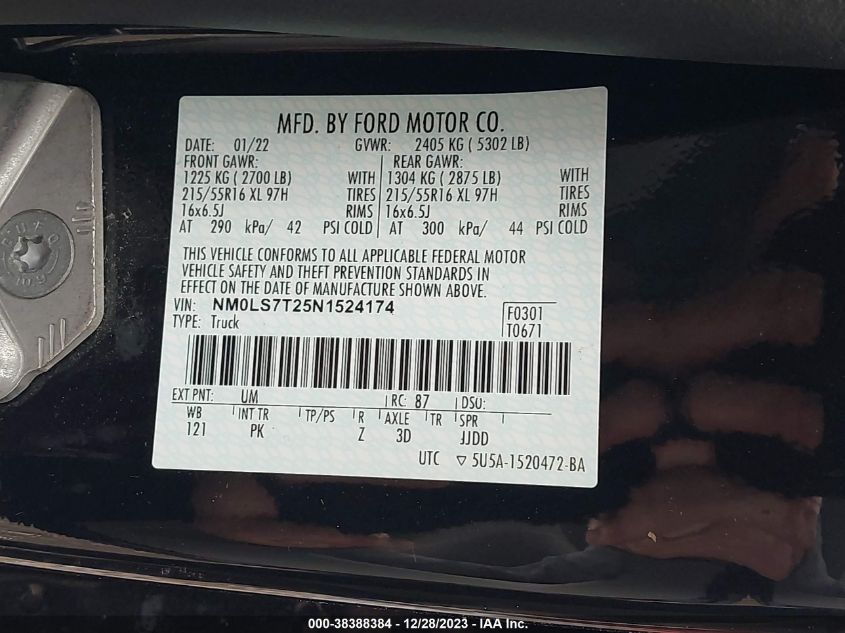 MFD. BY FORD MOTOR CO.
DATE: 01/22 GVWR: 2405 KG ( 5302 LB)
FRONT GAWR: REAR GAWR:
1225 KG ( 2700 LB) WITH 1304 KG ( 2875 LB) WITH
215/55R16 XL 97H TIRES 215/55R16 XL 97H TIRES
16x6.5J RIMS 16x6.5J RIMS
AT 290 kPa/ 42 PSI COLD AT 300 kPa/ 44 PSI COLD
THIS VEHICLE CONFORMS TO ALL APPLICABLE FEDERAL MOTOR
VEHICLE SAFETY AND THEFT PREVENTION STANDARDS IN
EFFECT ON THE DATE OF MANUFACTURE SHOWN ABOVE.
VIN: NM0LS7T25N1524174
F0301
TYPE: Truck
T0671
EXT PNT: UM RC: 87 DSO:
WB INT TR TP/PS R AXLE TR SPR
121 PK Z 3D JJDD
UTC ▽ 5U5A-1520472-BA
000-38388384 / 12/28/2023 - IAA Inc.